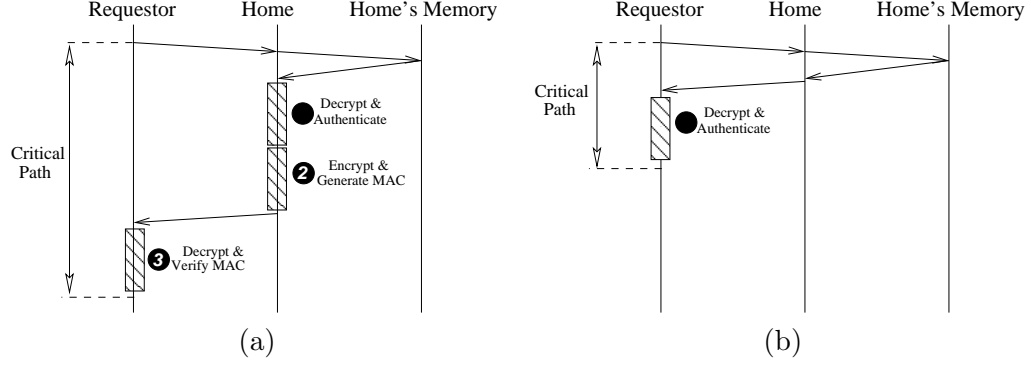 Requestor Home Home's Memory
Critical
Path
Decrypt &
Authenticate
2 Encrypt &
Generate MAC
3 Decrypt &
Verify MAC
(a)
Requestor Home Home's Memory
Critical
Path
Decrypt &
Authenticate
(b)